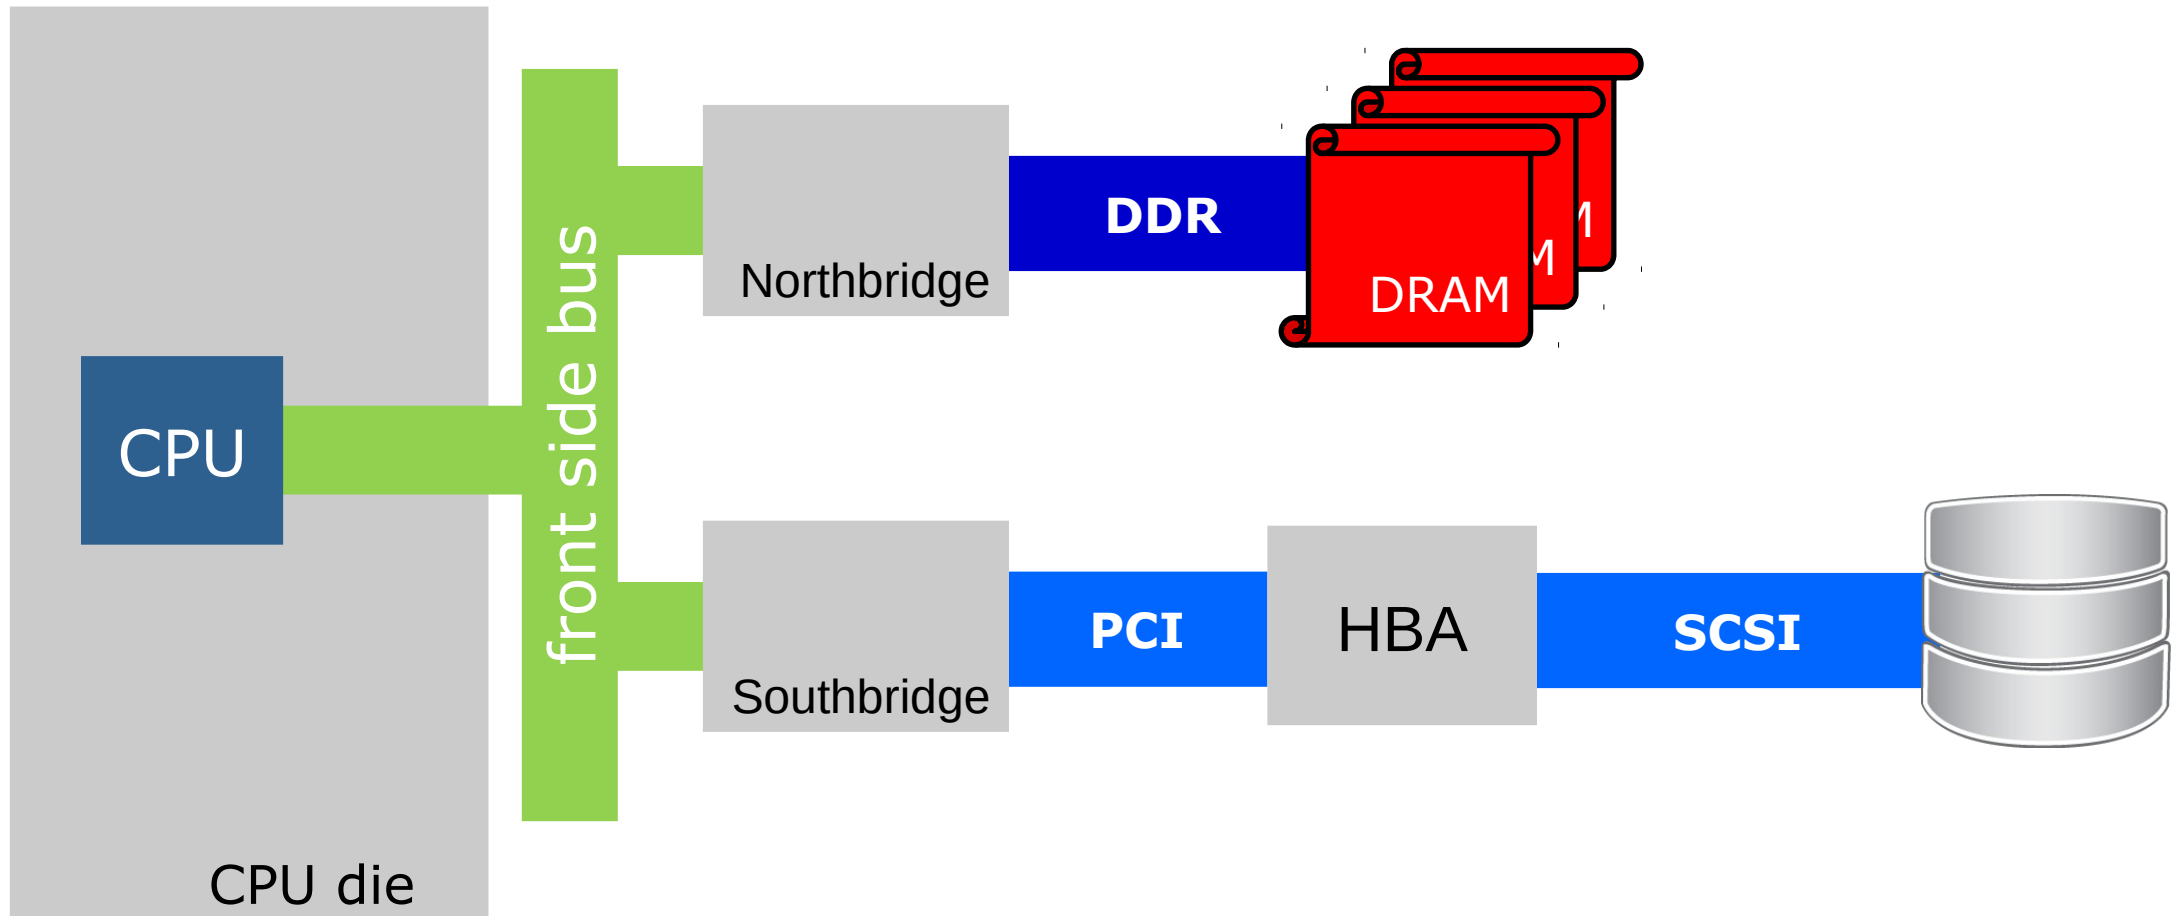 CPU
CPU die
front side bus
Northbridge
DDR
DRAM
M
M
Southbridge
PCI
HBA
SCSI